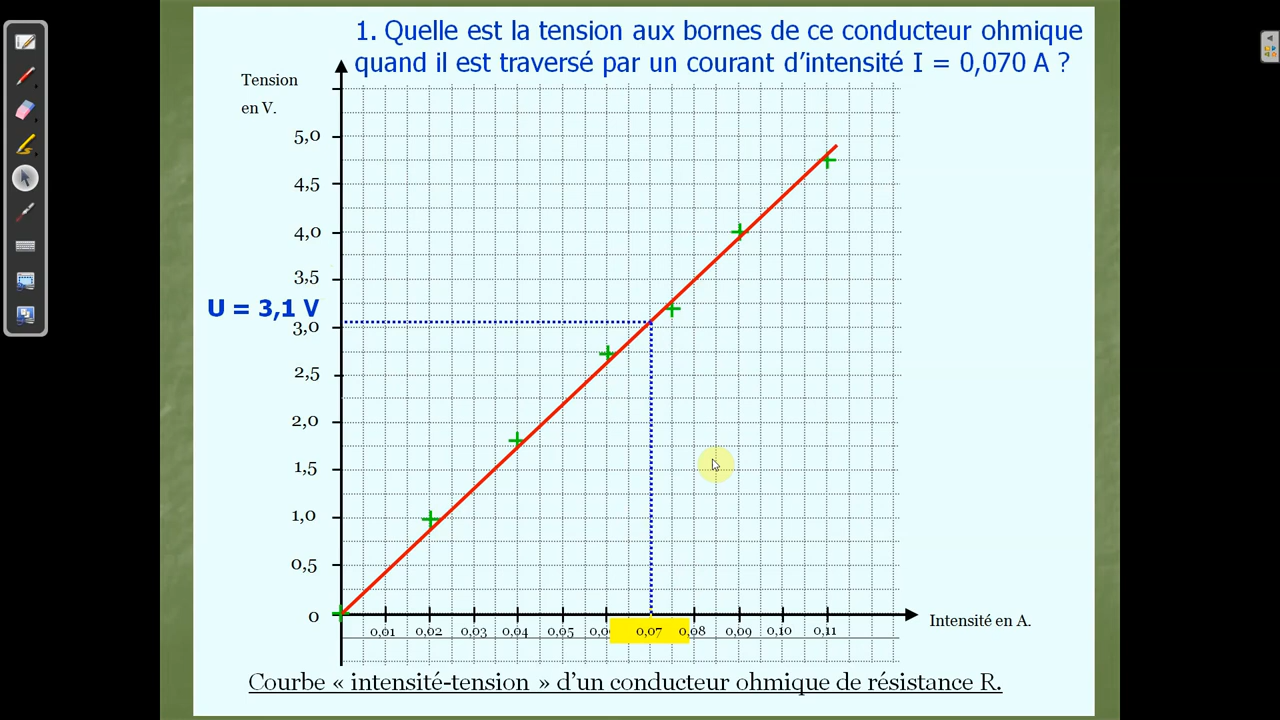 1. Quelle est la tension aux bornes de ce conducteur ohmique
quand il est traversé par un courant d’intensité I = 0,070 A ?
Tension
en V.
5,0
4,5
4,0
3,5
U = 3,1 V
3,0
2,5
2,0
1,5
1,0
0,5
0
0,01 0,02 0,03 0,04 0,05 0,07 0,08 0,09 0,10 0,11
Intensité en A.
Courbe « intensité-tension » d’un conducteur ohmique de résistance R.